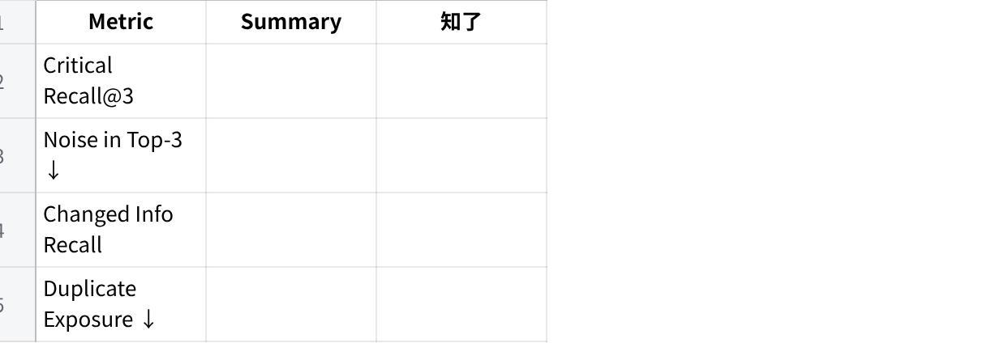 1 Metric Summary 知了
2 Critical
Recall@3
3 Noise in Top-3
↓
4 Changed Info
Recall
5 Duplicate
Exposure ↓